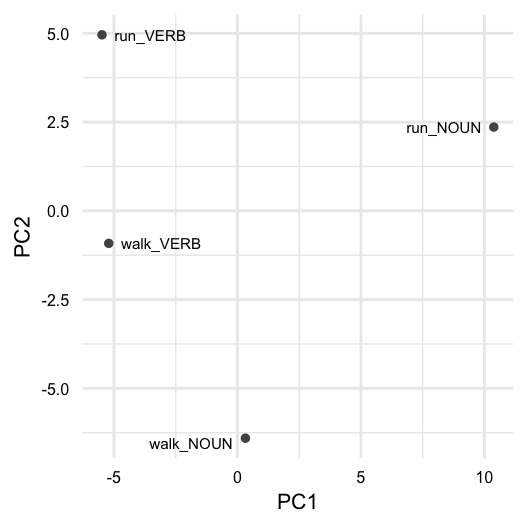 5.0
run_VERB
2.5
run_NOUN
0.0
walk_VERB
-2.5
-5.0
walk_NOUN
PC2
-5 0 5 10
PC1